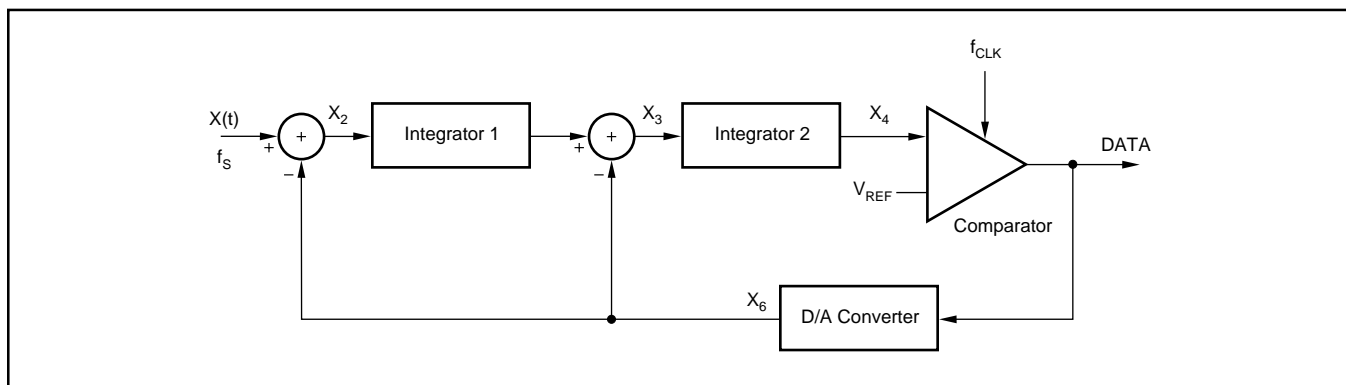 f_CLK
X(t)
f_S
+
+
–
X_2
Integrator 1
+
+
–
X_3
Integrator 2
X_4
V_REF
Comparator
DATA
X_6
D/A Converter